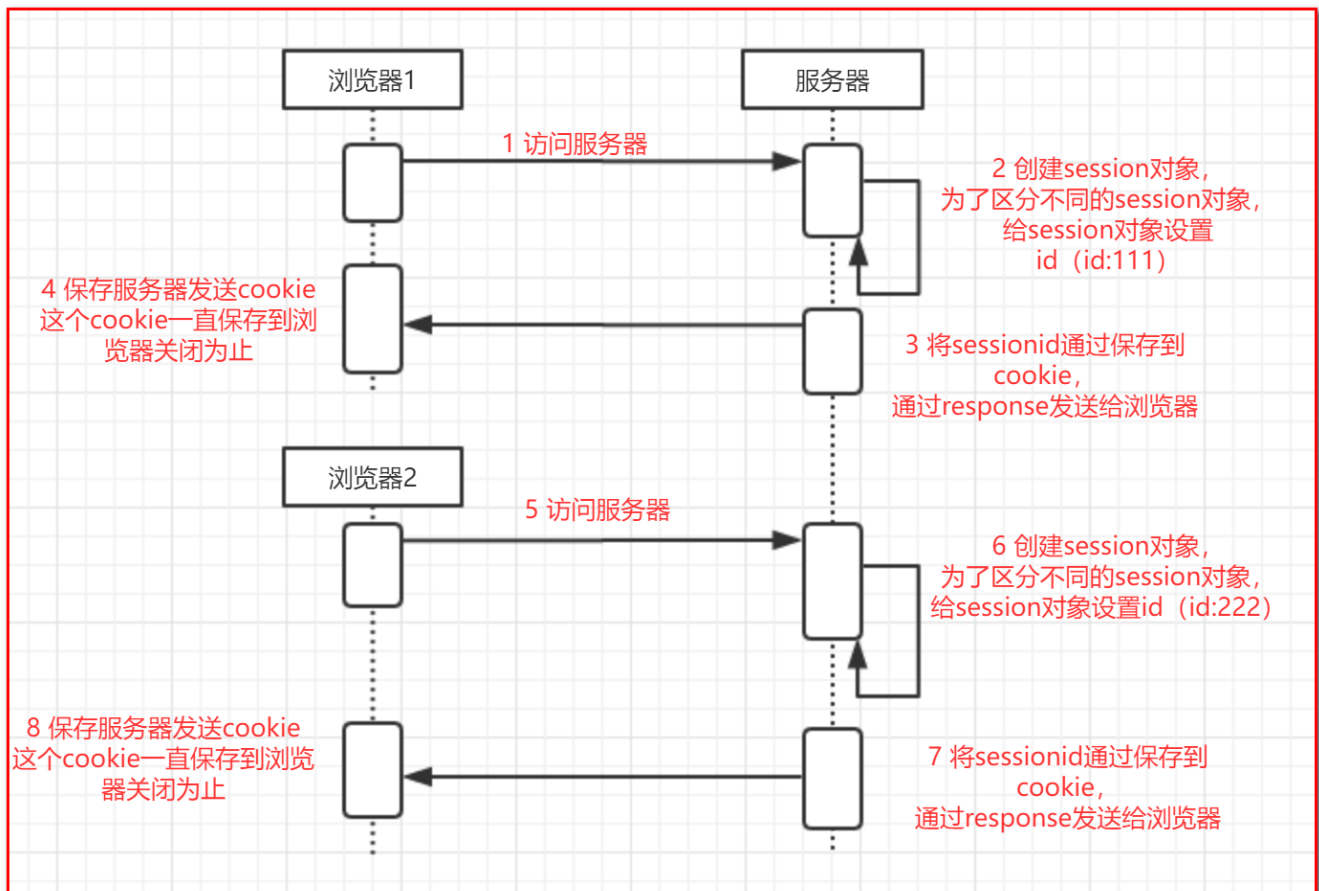 浏览器1
服务器
1 访问服务器
2 创建session对象，
为了区分不同的session对象，
给session对象设置
id（id:111）
4 保存服务器发送cookie
这个cookie一直保存到浏
览器关闭为止
3 将sessionid通过保存到
cookie，
通过response发送给浏览器
浏览器2
5 访问服务器
6 创建session对象，
为了区分不同的session对象，
给session对象设置id（id:222）
8 保存服务器发送cookie
这个cookie一直保存到浏览
器关闭为止
7 将sessionid通过保存到
cookie，
通过response发送给浏览器